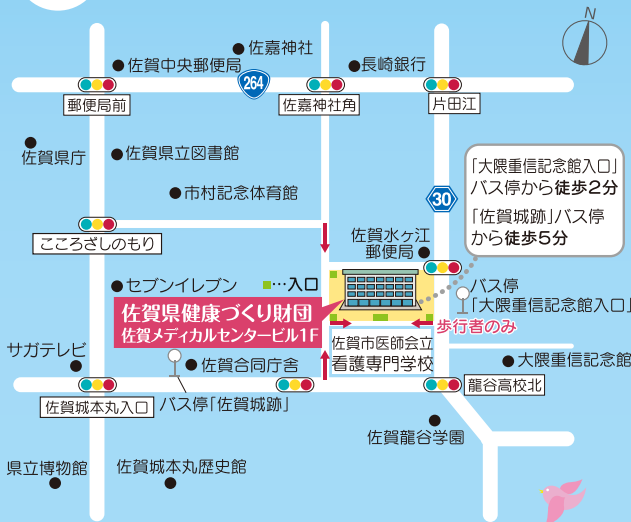 N
佐嘉神社
佐賀中央郵便局
長崎銀行
264
郵便局前
佐嘉神社角
片田江
佐賀県庁
佐賀県立図書館
市村記念体育館
「大隈重信記念館入口」
バス停から徒歩2分
「佐賀城跡」バス停
から徒歩5分
30
こころざしのもり
佐賀水ヶ江
郵便局
セブンイレブン
…入口
バス停
「大隈重信記念館入口」
佐賀県健康づくり財団
佐賀メディカルセンタービル1F
歩行者のみ
佐賀市医師会立
看護専門学校
サガテレビ
佐賀合同庁舎
大隈重信記念館
佐賀城本丸入口
バス停「佐賀城跡」
龍谷高校北
佐賀龍谷学園
県立博物館
佐賀城本丸歴史館